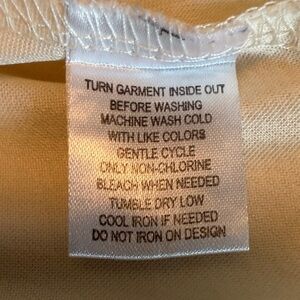 TURN GARMENT INSIDE OUT
BEFORE WASHING
MACHINE WASH COLD
WITH LIKE COLORS
GENTLE CYCLE
ONLY NON-CHLORINE
BLEACH WHEN NEEDED
TUMBLE DRY LOW
COOL IRON IF NEEDED
DO NOT IRON ON DESIGN